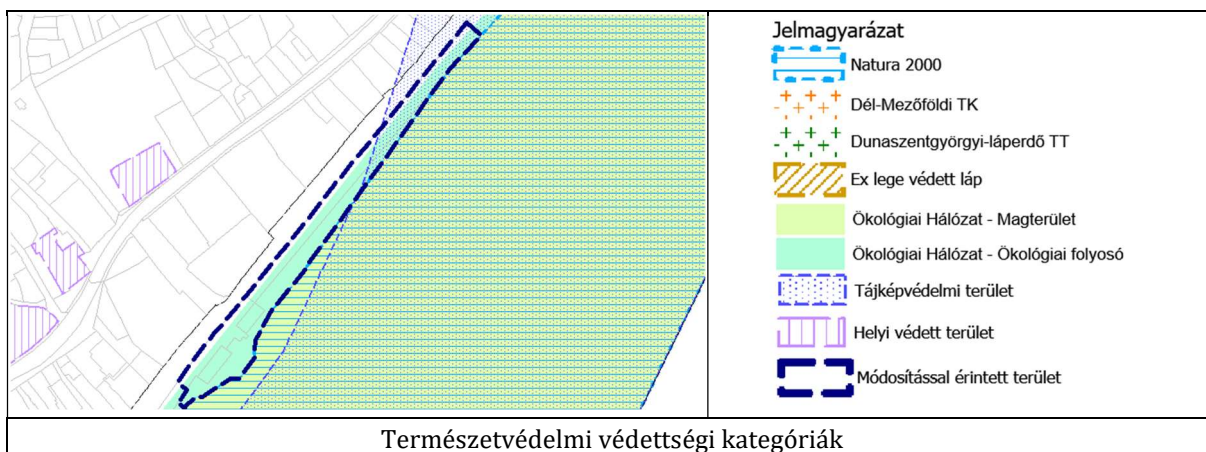 Jelmagyarázat
Natura 2000
Dél-Mezőföldi TK
Dunaszentgyörgyi-láperdő TT
Ex lege védett láp
Ökológiai Hálózat - Magterület
Ökológiai Hálózat - Ökológiai folyosó
Tájképvédelmi terület
Helyi védett terület
Módosítással érintett terület
Természetvédelmi védettségi kategóriák